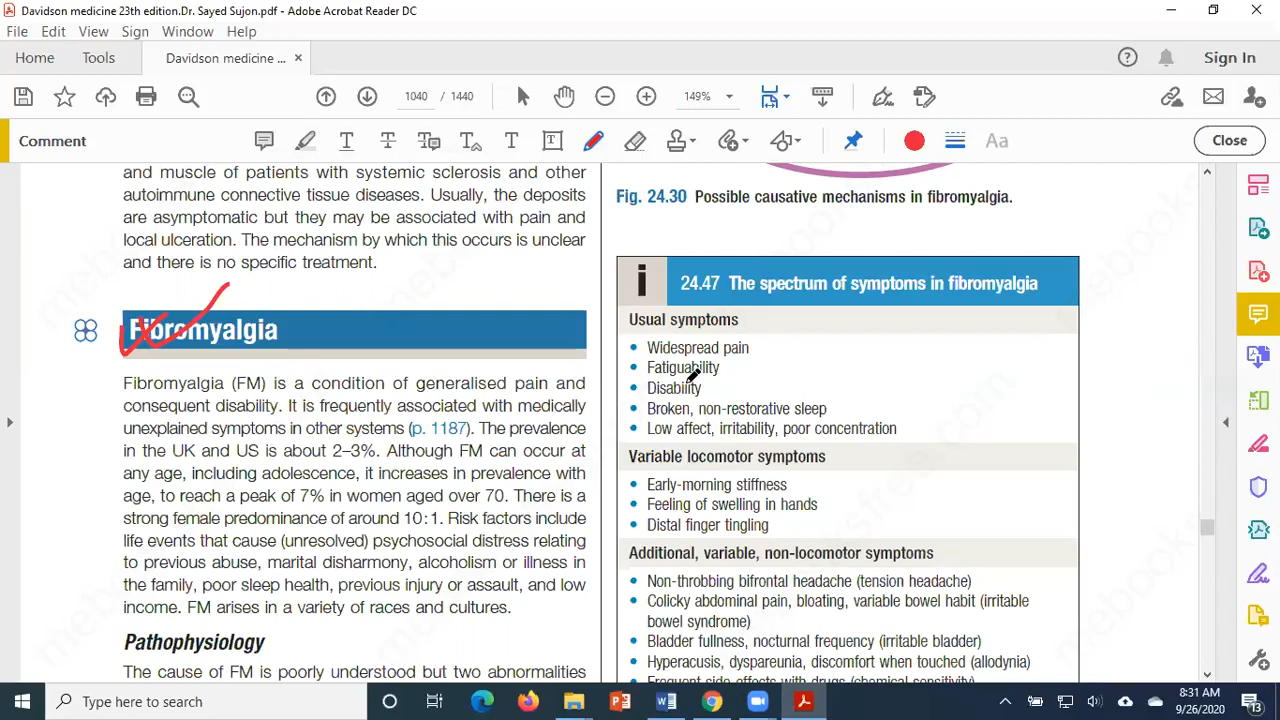 Davidson medicine 23th edition.Dr. Sayed Sujon.pdf - Adobe Acrobat Reader DC
File Edit View Sign Window Help
Home Tools Davidson medicine ... × Sign In
1040 / 1440 149%
Comment Close
and muscle of patients with systemic sclerosis and other
autoimmune connective tissue diseases. Usually, the deposits
are asymptomatic but they may be associated with pain and
local ulceration. The mechanism by which this occurs is unclear
and there is no specific treatment.
Fibromyalgia
Fibromyalgia (FM) is a condition of generalised pain and
consequent disability. It is frequently associated with medically
unexplained symptoms in other systems (p. 1187). The prevalence
in the UK and US is about 2–3%. Although FM can occur at
any age, including adolescence, it increases in prevalence with
age, to reach a peak of 7% in women aged over 70. There is a
strong female predominance of around 10:1. Risk factors include
life events that cause (unresolved) psychosocial distress relating
to previous abuse, marital disharmony, alcoholism or illness in
the family, poor sleep health, previous injury or assault, and low
income. FM arises in a variety of races and cultures.
Pathophysiology
The cause of FM is poorly understood but two abnormalities
Fig. 24.30 Possible causative mechanisms in fibromyalgia.
i 24.47 The spectrum of symptoms in fibromyalgia
Usual symptoms
• Widespread pain
• Fatiguability
• Disability
• Broken, non-restorative sleep
• Low affect, irritability, poor concentration
Variable locomotor symptoms
• Early-morning stiffness
• Feeling of swelling in hands
• Distal finger tingling
Additional, variable, non-locomotor symptoms
• Non-throbbing bifrontal headache (tension headache)
• Colicky abdominal pain, bloating, variable bowel habit (irritable
bowel syndrome)
• Bladder fullness, nocturnal frequency (irritable bladder)
• Hyperacusis, dyspareunia, discomfort when touched (allodynia)
• Frequent side-effects with drugs (chemical sensitivity)
Type here to search
8:31 AM
9/26/2020
13